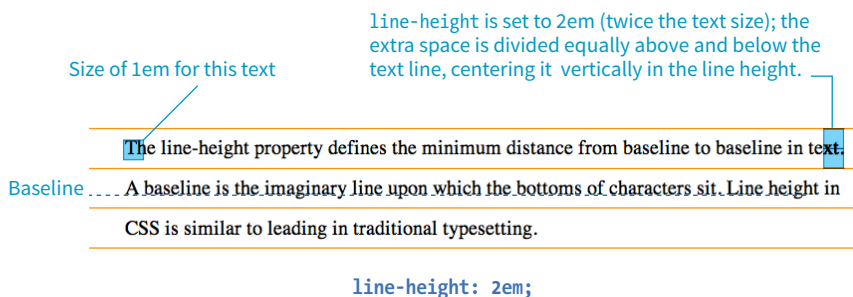 line-height is set to 2em (twice the text size); the
extra space is divided equally above and below the
text line, centering it vertically in the line height.
Size of 1em for this text
The line-height property defines the minimum distance from baseline to baseline in text.
Baseline
A baseline is the imaginary line upon which the bottoms of characters sit. Line height in
CSS is similar to leading in traditional typesetting.
line-height: 2em;